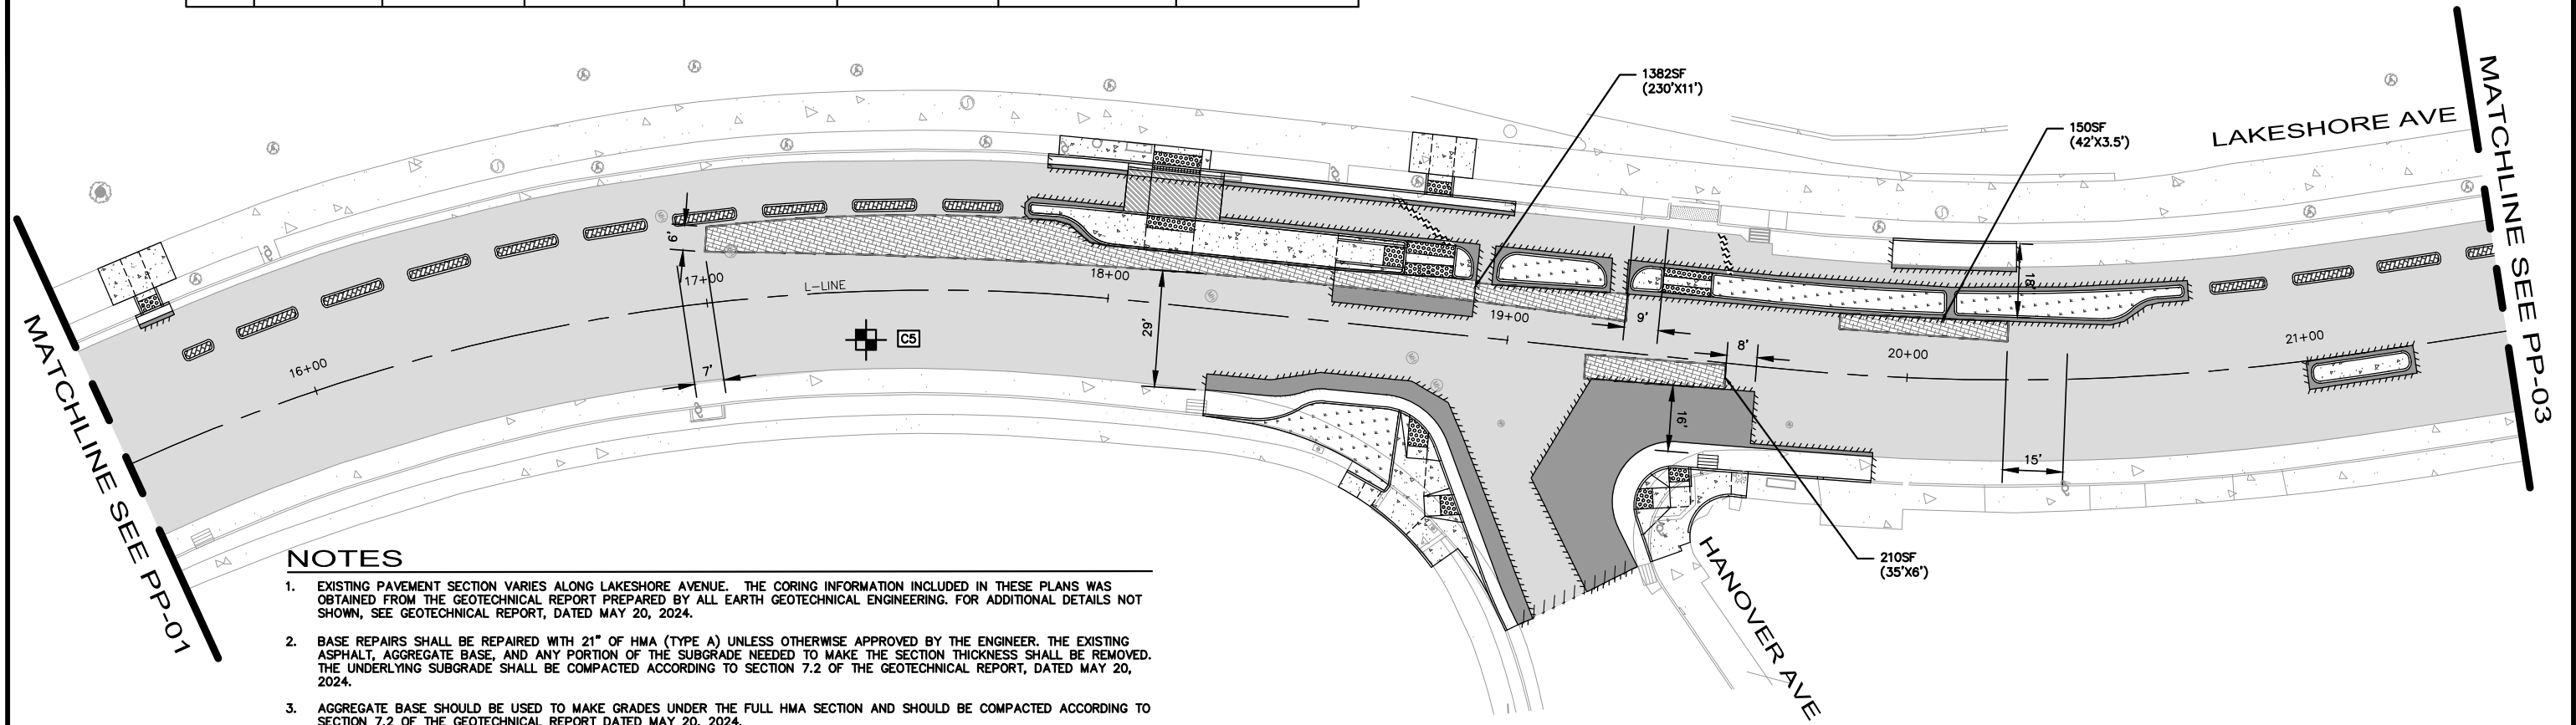 1382SF
(230'X11')
150SF
(42'X3.5')
LAKESHORE AVE
MATCHLINE SEE PP-03
MATCHLINE SEE PP-01
6'
17+00
L-LINE
18+00
29'
C5
7'
16+00
19+00
9'
8'
18'
20+00
21+00
16'
15'
210SF
(35'X6')
HANOVER AVE
NOTES
1. EXISTING PAVEMENT SECTION VARIES ALONG LAKESHORE AVENUE. THE CORING INFORMATION INCLUDED IN THESE PLANS WAS
OBTAINED FROM THE GEOTECHNICAL REPORT PREPARED BY ALL EARTH GEOTECHNICAL ENGINEERING. FOR ADDITIONAL DETAILS NOT
SHOWN, SEE GEOTECHNICAL REPORT, DATED MAY 20, 2024.
2. BASE REPAIRS SHALL BE REPAIRED WITH 21" OF HMA (TYPE A) UNLESS OTHERWISE APPROVED BY THE ENGINEER. THE EXISTING
ASPHALT, AGGREGATE BASE, AND ANY PORTION OF THE SUBGRADE NEEDED TO MAKE THE SECTION THICKNESS SHALL BE REMOVED.
THE UNDERLYING SUBGRADE SHALL BE COMPACTED ACCORDING TO SECTION 7.2 OF THE GEOTECHNICAL REPORT, DATED MAY 20,
2024.
3. AGGREGATE BASE SHOULD BE USED TO MAKE GRADES UNDER THE FULL HMA SECTION AND SHOULD BE COMPACTED ACCORDING TO
SECTION 7.2 OF THE GEOTECHNICAL REPORT DATED MAY 20, 2024.